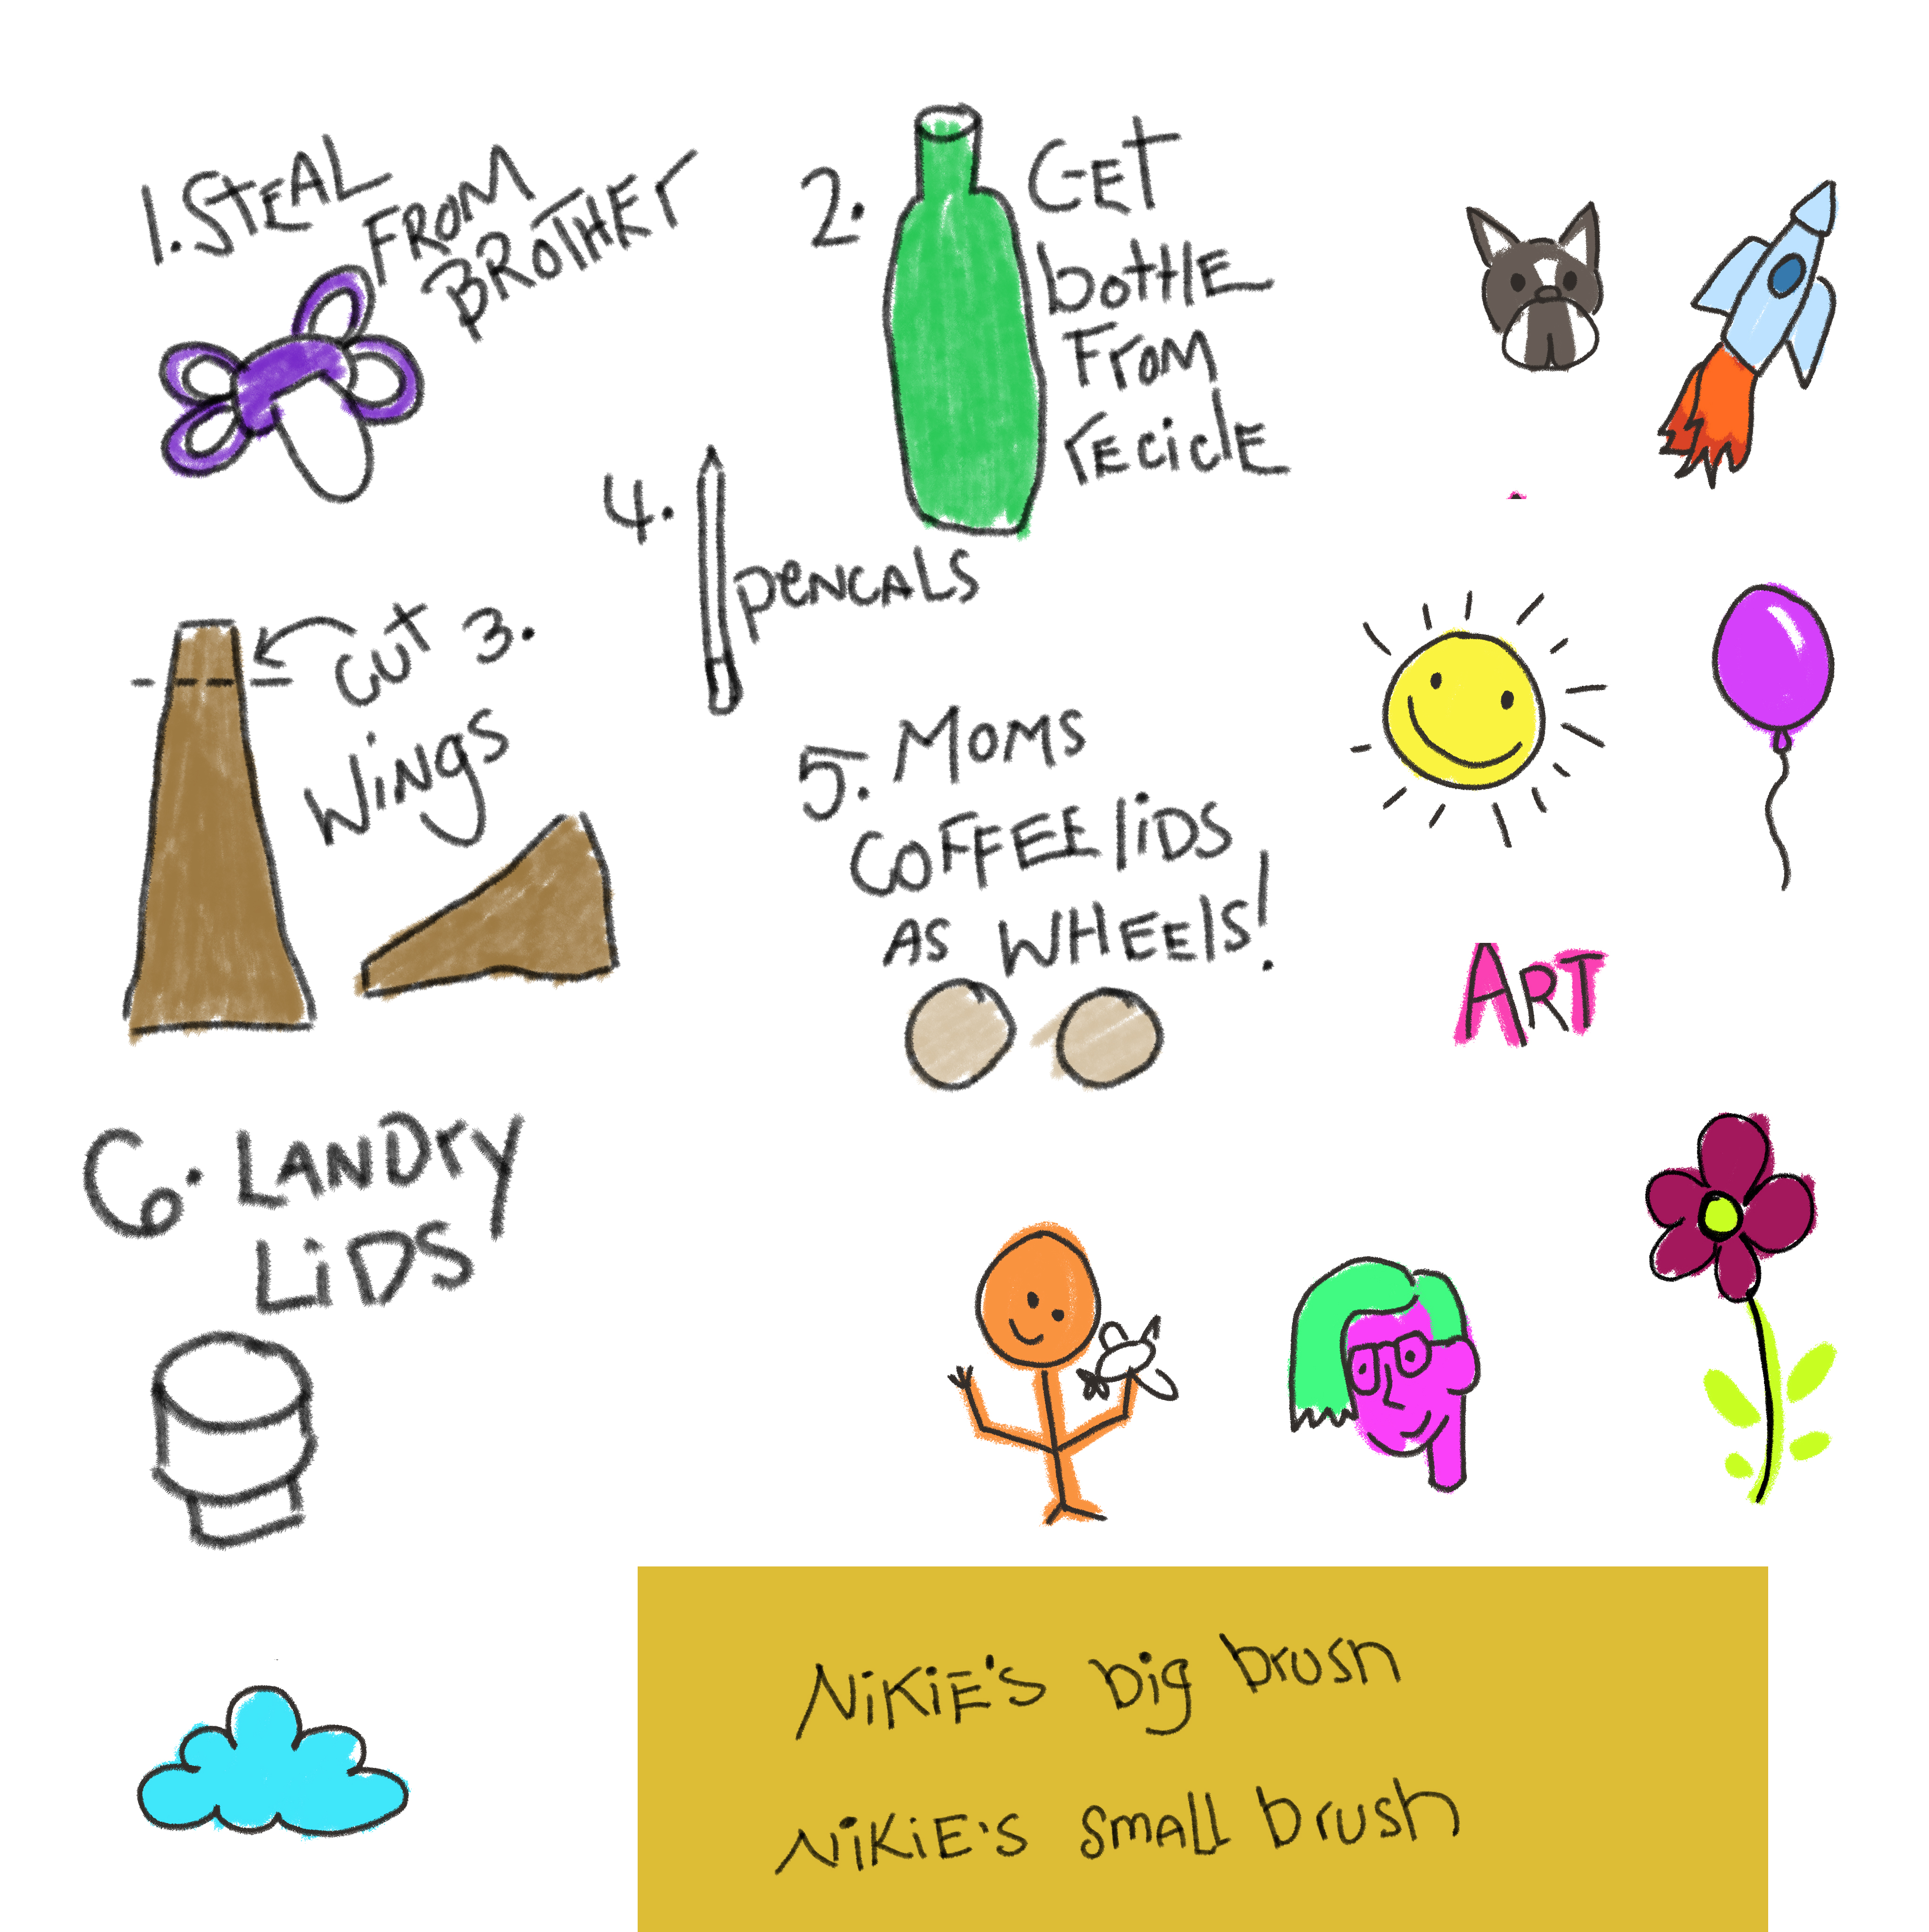 1. STEAL
FROM
BROTHER
2. GET
bottlE
From
rEciclE
4.
PENCALS
CUT 3.
WiNgS
5. MOMS
COFFEE liDS
AS WHEElS!
ART
6. LANDry
LiDS
NiKiE'S big brush
NiKiE'S SmAll brush